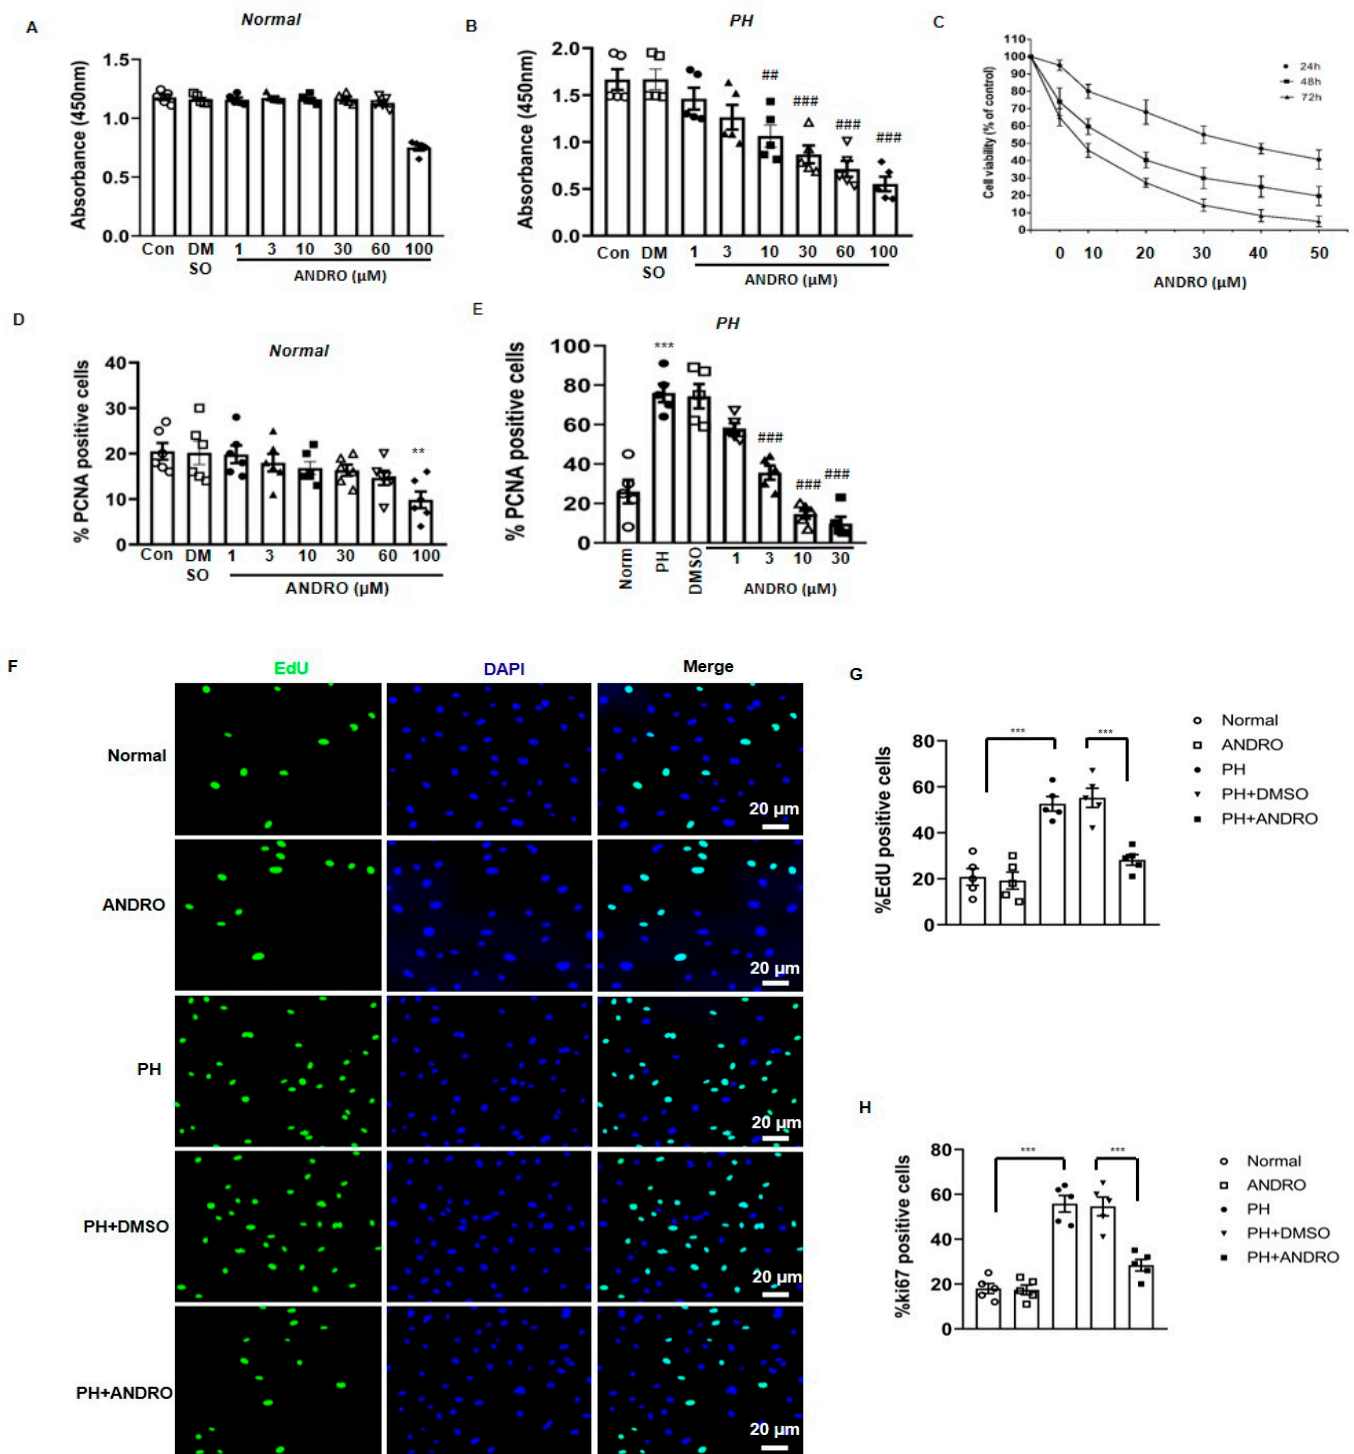 A
Normal
Absorbance (450nm)
1.5
1.0
0.5
0.0
Con DM SO 1 3 10 30 60 100
ANDRO (μM)
B
PH
Absorbance (450nm)
2.0
1.5
1.0
0.5
0.0
## ### ### ###
Con DM SO 1 3 10 30 60 100
ANDRO (μM)
C
Cell viability (% of control)
110
100
90
80
70
60
50
40
30
20
10
0
24h
48h
72h
0 10 20 30 40 50
ANDRO (μM)
D
Normal
% PCNA positive cells
40
30
20
10
0
**
Con DM SO 1 3 10 30 60 100
ANDRO (μM)
E
PH
% PCNA positive cells
100
80
60
40
20
0
*** ### ### ###
Norm PH DMSO 1 3 10 30
ANDRO (μM)
F
EdU DAPI Merge
Normal
20 μm
ANDRO
20 μm
PH
20 μm
PH+DMSO
20 μm
PH+ANDRO
20 μm
G
%EdU positive cells
80
60
40
20
0
*** ***
Normal
ANDRO
PH
PH+DMSO
PH+ANDRO
H
%ki67 positive cells
80
60
40
20
0
*** ***
Normal
ANDRO
PH
PH+DMSO
PH+ANDRO